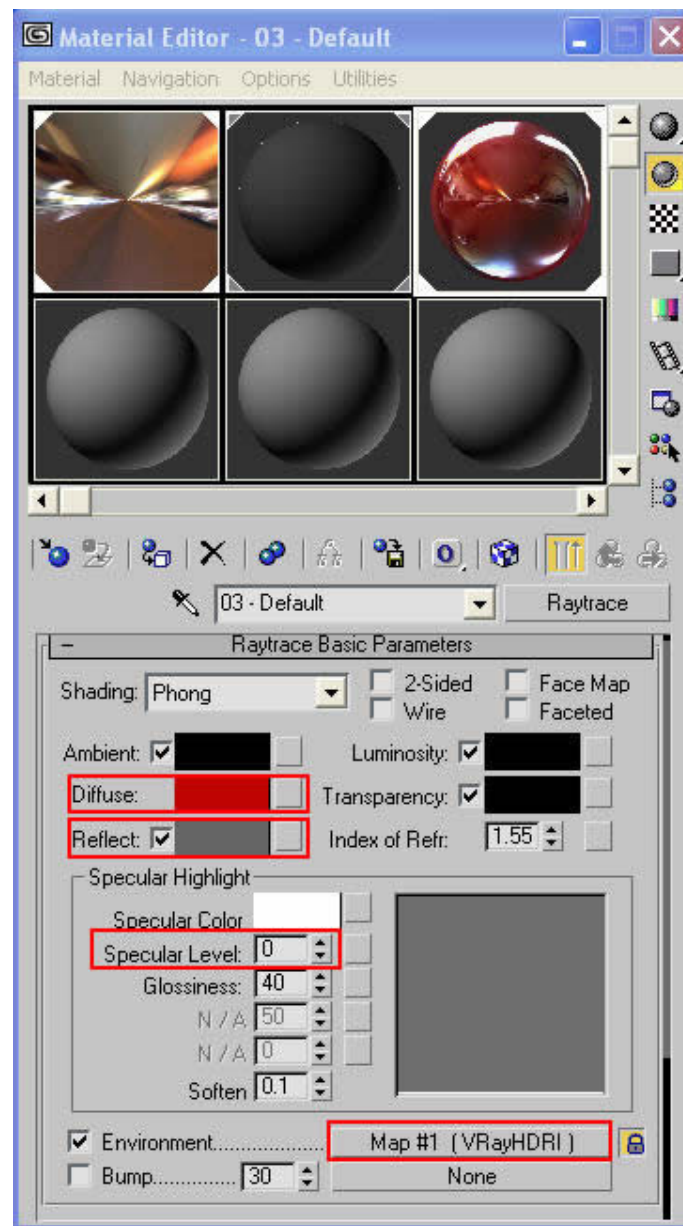 Material Editor - 03 - Default
Material Navigation Options Utilities
03 - Default Raytrace
Raytrace Basic Parameters
Shading: Phong 2-Sided Face Map
Wire Faceted
Ambient: Luminosity:
Diffuse: Transparency:
Reflect: Index of Refr: 1.55
Specular Highlight
Specular Color
Specular Level: 0
Glossiness: 40
N / A 50
N / A 0
Soften 0.1
Environment.................... Map #1 ( VRayHDRI )
Bump.............. 30 None